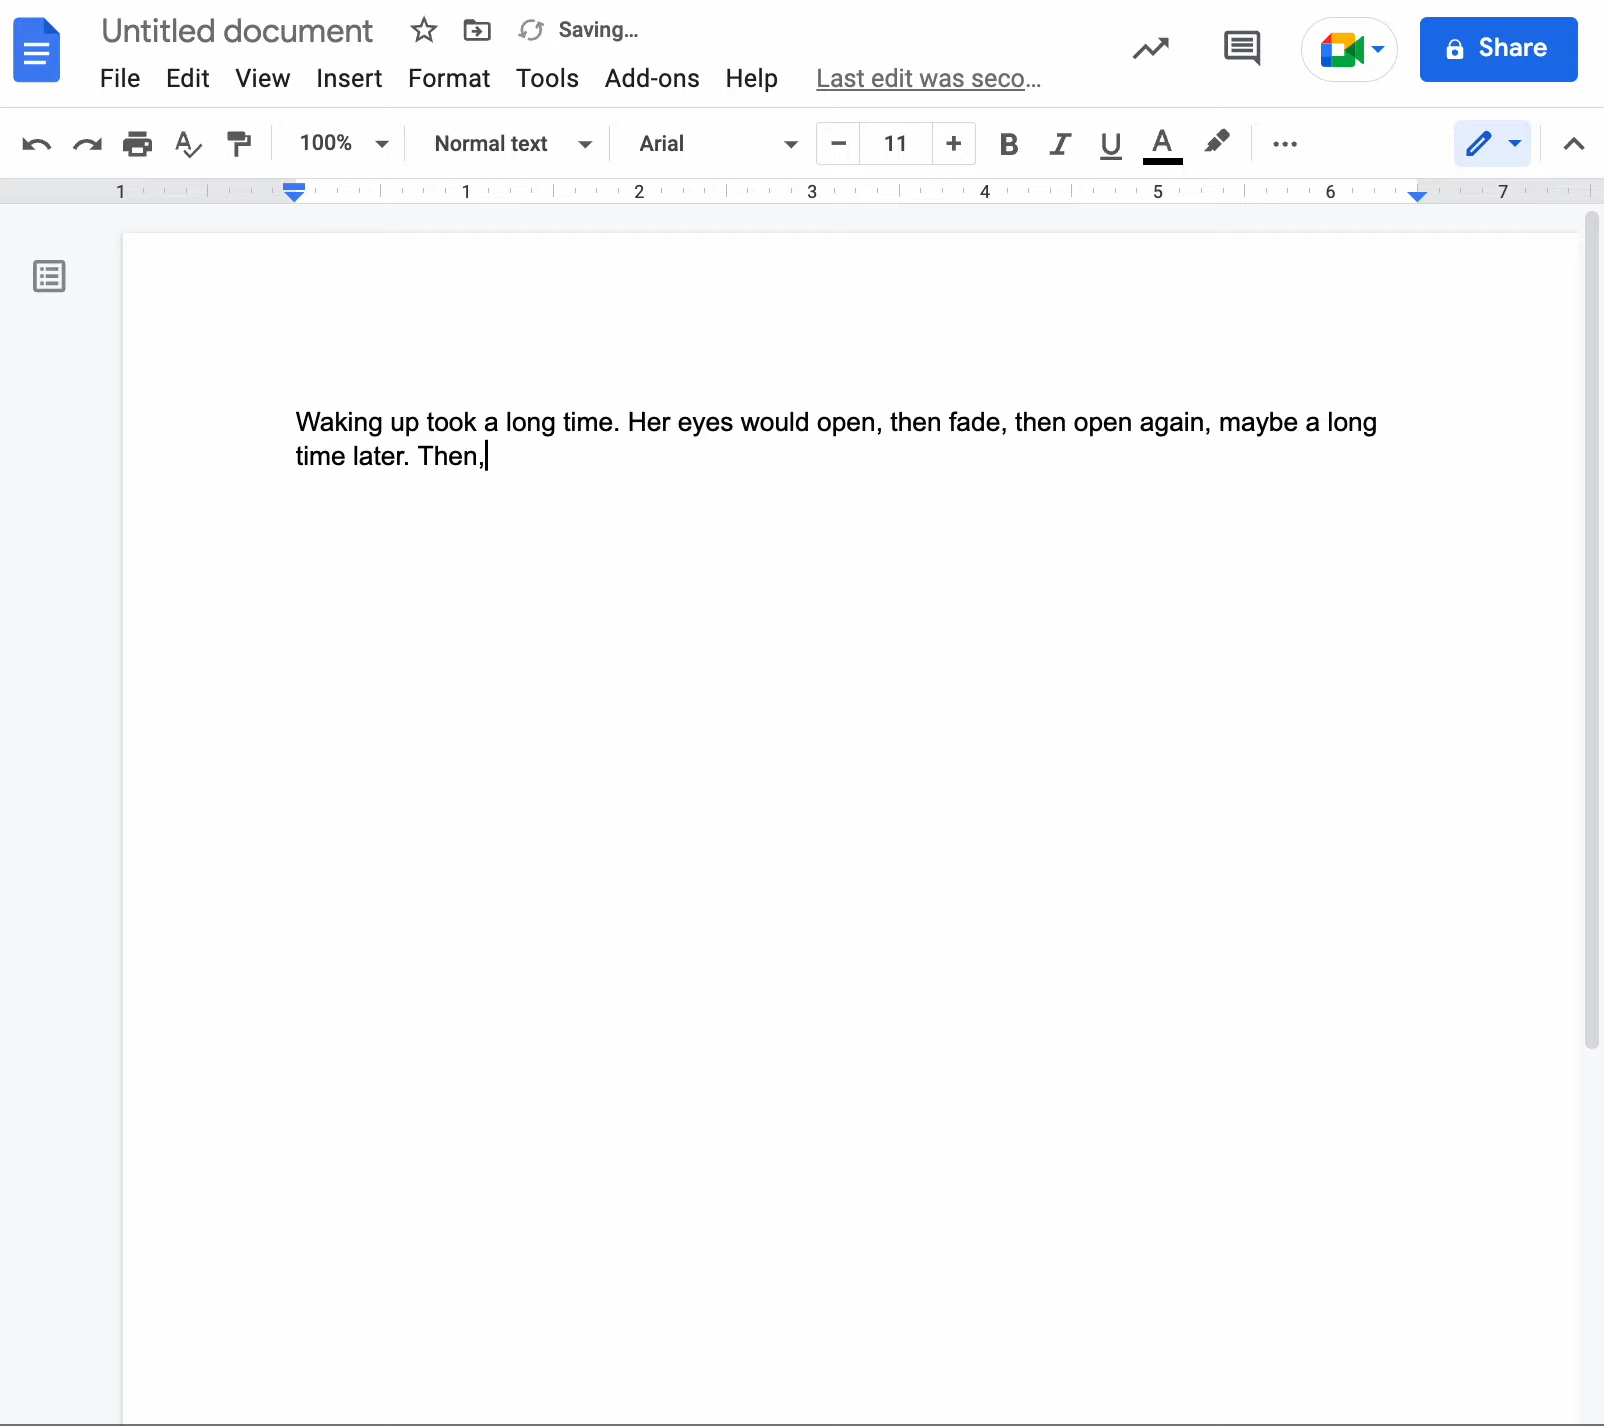 Untitled document Saving...
File Edit View Insert Format Tools Add-ons Help Last edit was seco...
Share
100% Normal text Arial - 11 + B I U A ...
1 1 2 3 4 5 6 7
Waking up took a long time. Her eyes would open, then fade, then open again, maybe a long
time later. Then,